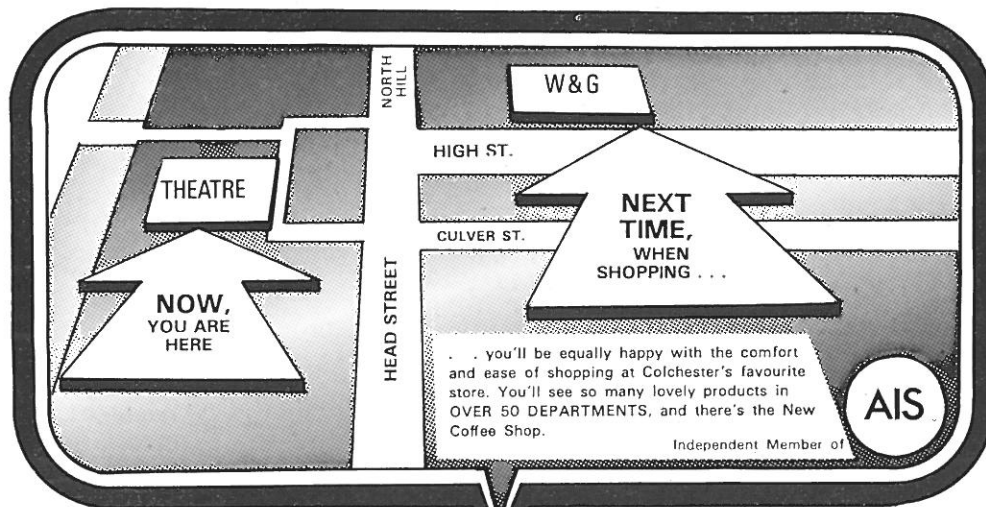 NORTH
HILL
W&G
HIGH ST.
THEATRE
NEXT
TIME,
WHEN
SHOPPING . . .
CULVER ST.
NOW,
YOU ARE
HERE
HEAD STREET
. . you'll be equally happy with the comfort
and ease of shopping at Colchester's favourite
store. You'll see so many lovely products in
OVER 50 DEPARTMENTS, and there's the New
Coffee Shop.
Independent Member of
AIS